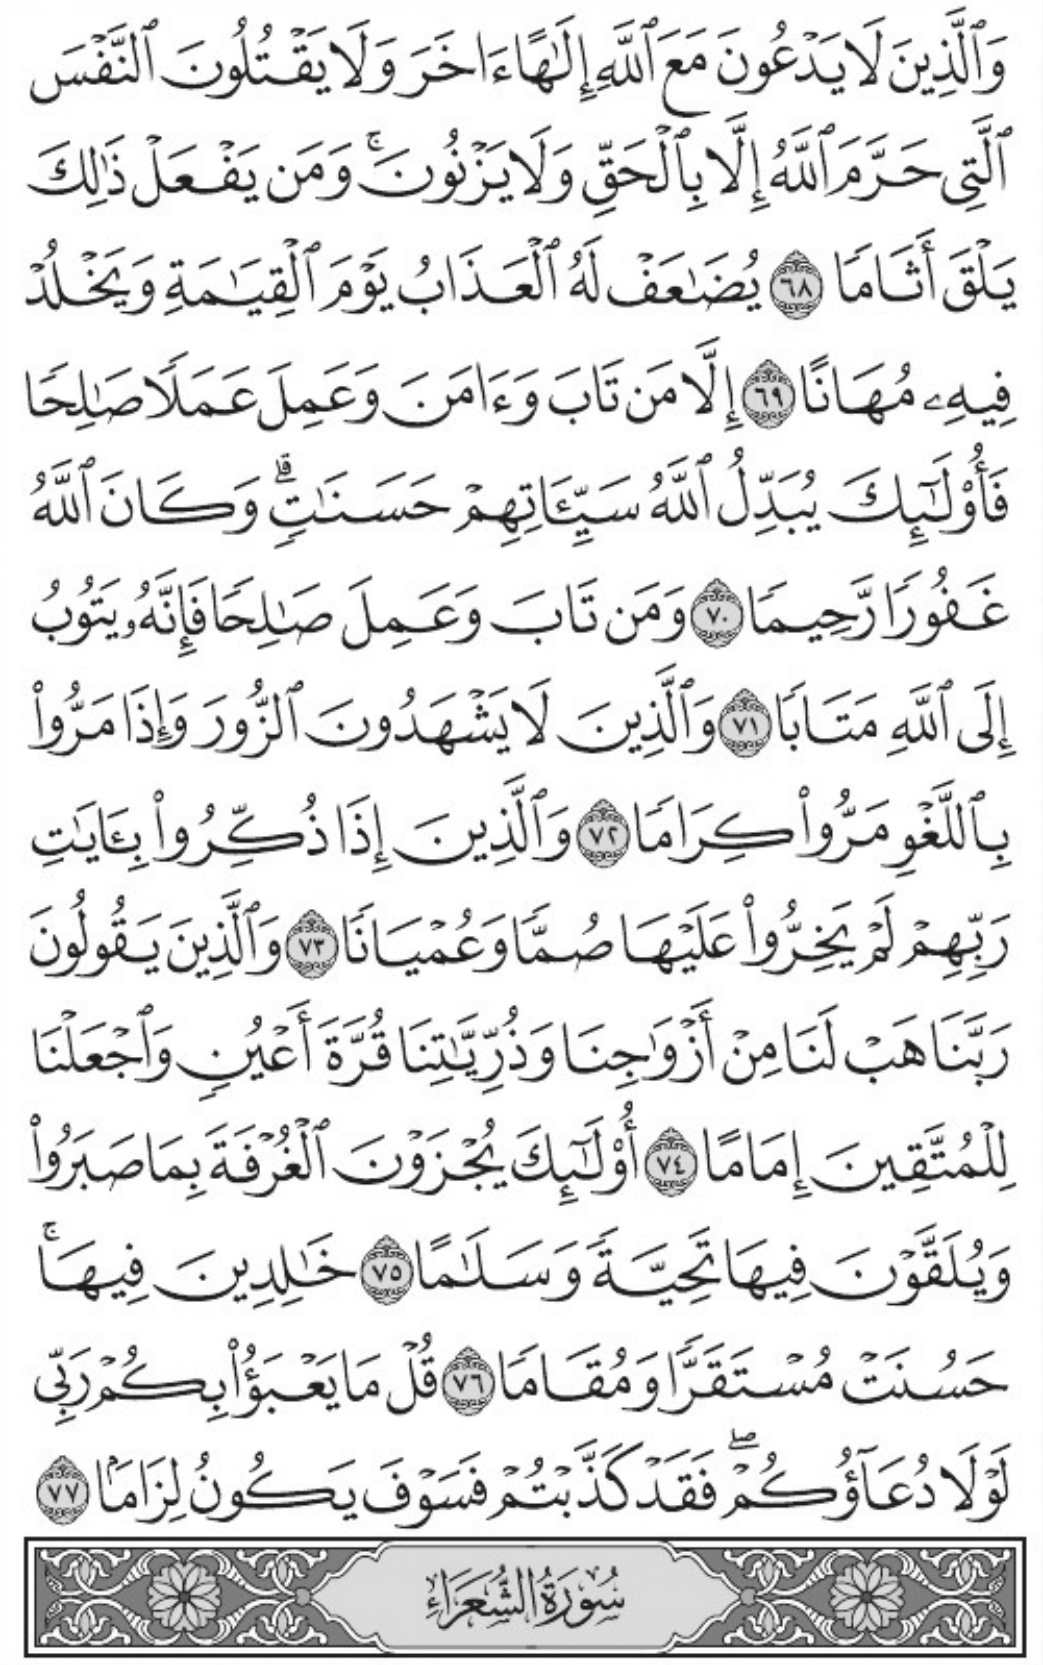 وَٱلَّذِينَ لَا يَدْعُونَ مَعَ ٱللَّهِ إِلَٰهًا ءَاخَرَ وَلَا يَقْتُلُونَ ٱلنَّفْسَ
ٱلَّتِى حَرَّمَ ٱللَّهُ إِلَّا بِٱلْحَقِّ وَلَا يَزْنُونَ ۚ وَمَن يَفْعَلْ ذَٰلِكَ
يَلْقَ أَثَامًا ٦٨ يُضَٰعَفْ لَهُ ٱلْعَذَابُ يَوْمَ ٱلْقِيَٰمَةِ وَيَخْلُدْ
فِيهِۦ مُهَانًا ٦٩ إِلَّا مَن تَابَ وَءَامَنَ وَعَمِلَ عَمَلًا صَٰلِحًا
فَأُو۟لَٰٓئِكَ يُبَدِّلُ ٱللَّهُ سَيِّـَٔاتِهِمْ حَسَنَٰتٍ ۗ وَكَانَ ٱللَّهُ
غَفُورًا رَّحِيمًا ٧٠ وَمَن تَابَ وَعَمِلَ صَٰلِحًا فَإِنَّهُۥ يَتُوبُ
إِلَى ٱللَّهِ مَتَابًا ٧١ وَٱلَّذِينَ لَا يَشْهَدُونَ ٱلزُّورَ وَإِذَا مَرُّوا۟
بِٱللَّغْوِ مَرُّوا۟ كِرَامًا ٧٢ وَٱلَّذِينَ إِذَا ذُكِّرُوا۟ بِـَٔايَٰتِ
رَبِّهِمْ لَمْ يَخِرُّوا۟ عَلَيْهَا صُمًّا وَعُمْيَانًا ٧٣ وَٱلَّذِينَ يَقُولُونَ
رَبَّنَا هَبْ لَنَا مِنْ أَزْوَٰجِنَا وَذُرِّيَّٰتِنَا قُرَّةَ أَعْيُنٍ وَٱجْعَلْنَا
لِلْمُتَّقِينَ إِمَامًا ٧٤ أُو۟لَٰٓئِكَ يُجْزَوْنَ ٱلْغُرْفَةَ بِمَا صَبَرُوا۟
وَيُلَقَّوْنَ فِيهَا تَحِيَّةً وَسَلَٰمًا ٧٥ خَٰلِدِينَ فِيهَا ۚ
حَسُنَتْ مُسْتَقَرًّا وَمُقَامًا ٧٦ قُلْ مَا يَعْبَؤُا۟ بِكُمْ رَبِّى
لَوْلَا دُعَآؤُكُمْ ۖ فَقَدْ كَذَّبْتُمْ فَسَوْفَ يَكُونُ لِزَامًۢا ٧٧
سُورَةُ الشُّعَرَاءِ